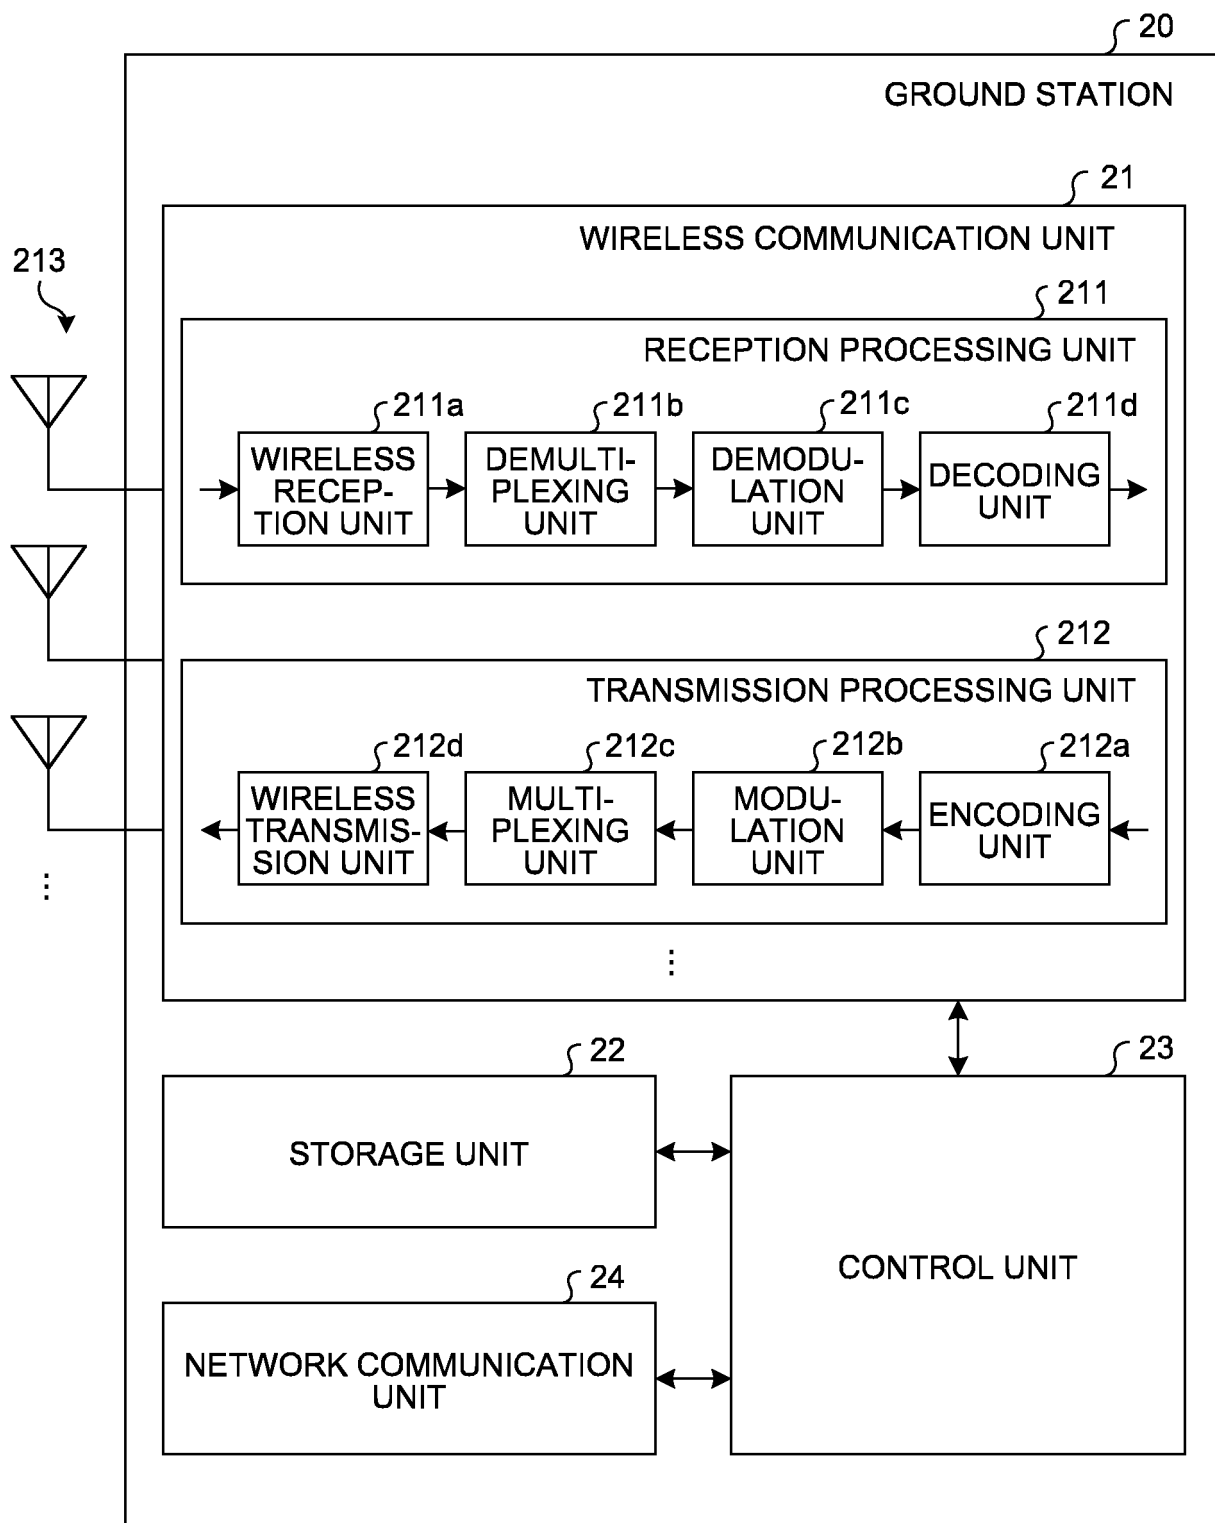 20
GROUND STATION
21
WIRELESS COMMUNICATION UNIT
213
211
RECEPTION PROCESSING UNIT
211a
211b
211c
211d
WIRELESS
RECEP-
TION UNIT
DEMULTI-
PLEXING
UNIT
DEMODU-
LATION
UNIT
DECODING
UNIT
212
TRANSMISSION PROCESSING UNIT
212d
212c
212b
212a
WIRELESS
TRANSMIS-
SION UNIT
MULTI-
PLEXING
UNIT
MODU-
LATION
UNIT
ENCODING
UNIT
...
...
22
STORAGE UNIT
23
CONTROL UNIT
24
NETWORK COMMUNICATION
UNIT